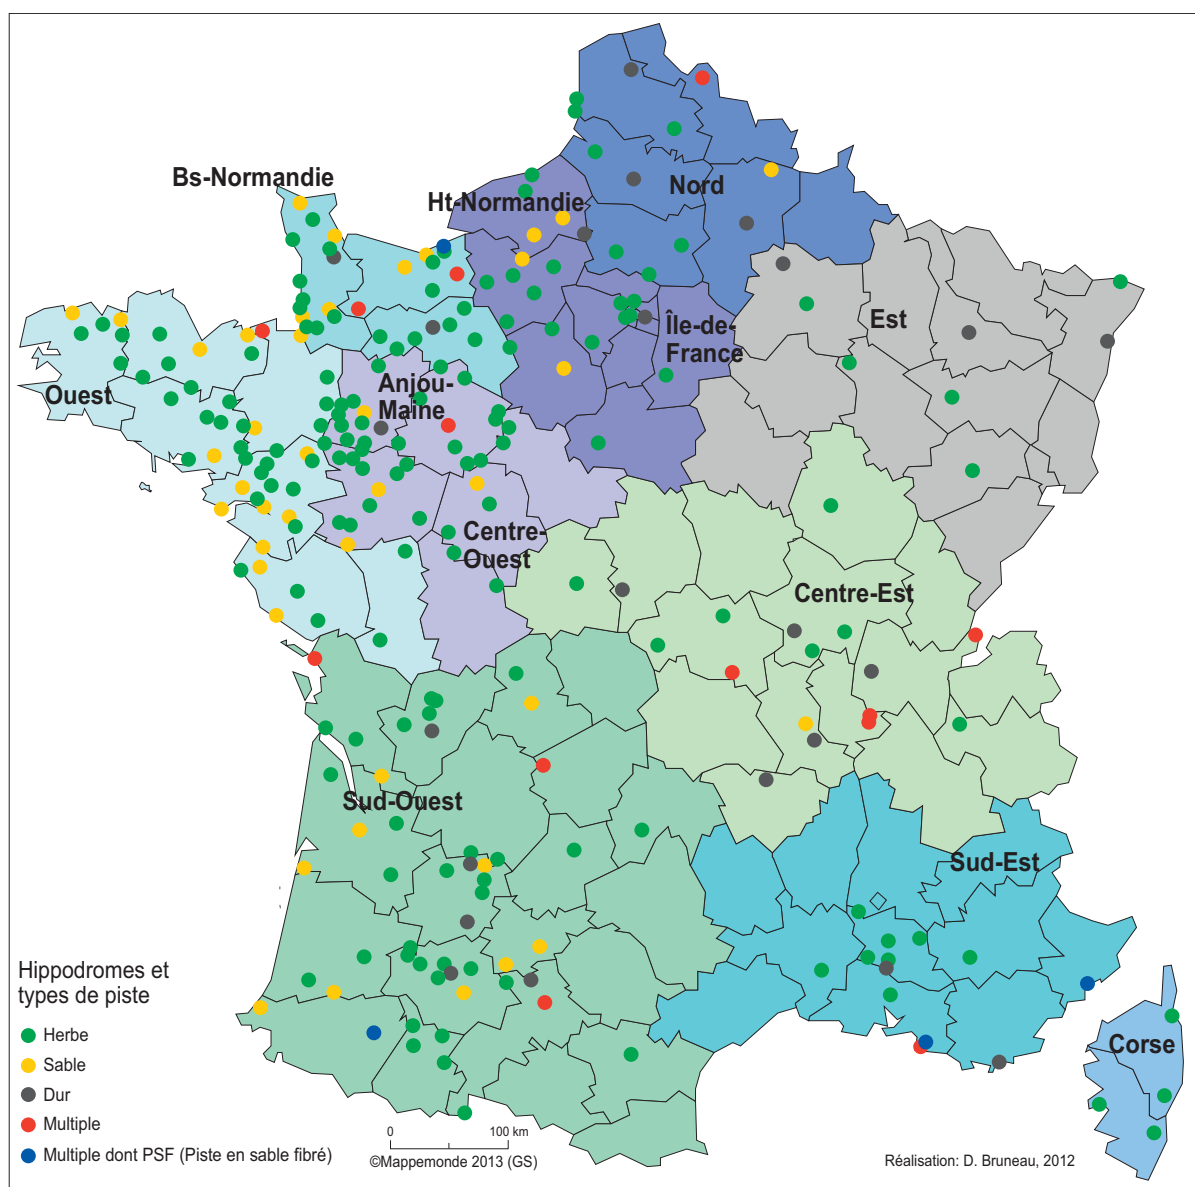 Bs-Normandie
Ht-Normandie
Nord
Île-de-
France
Est
Ouest
Anjou-
Maine
Centre-
Ouest
Centre-Est
Sud-Ouest
Sud-Est
Corse
Hippodromes et
types de piste
Herbe
Sable
Dur
Multiple
Multiple dont PSF (Piste en sable fibré)
0 100 km
©Mappemonde 2013 (GS)
Réalisation: D. Bruneau, 2012